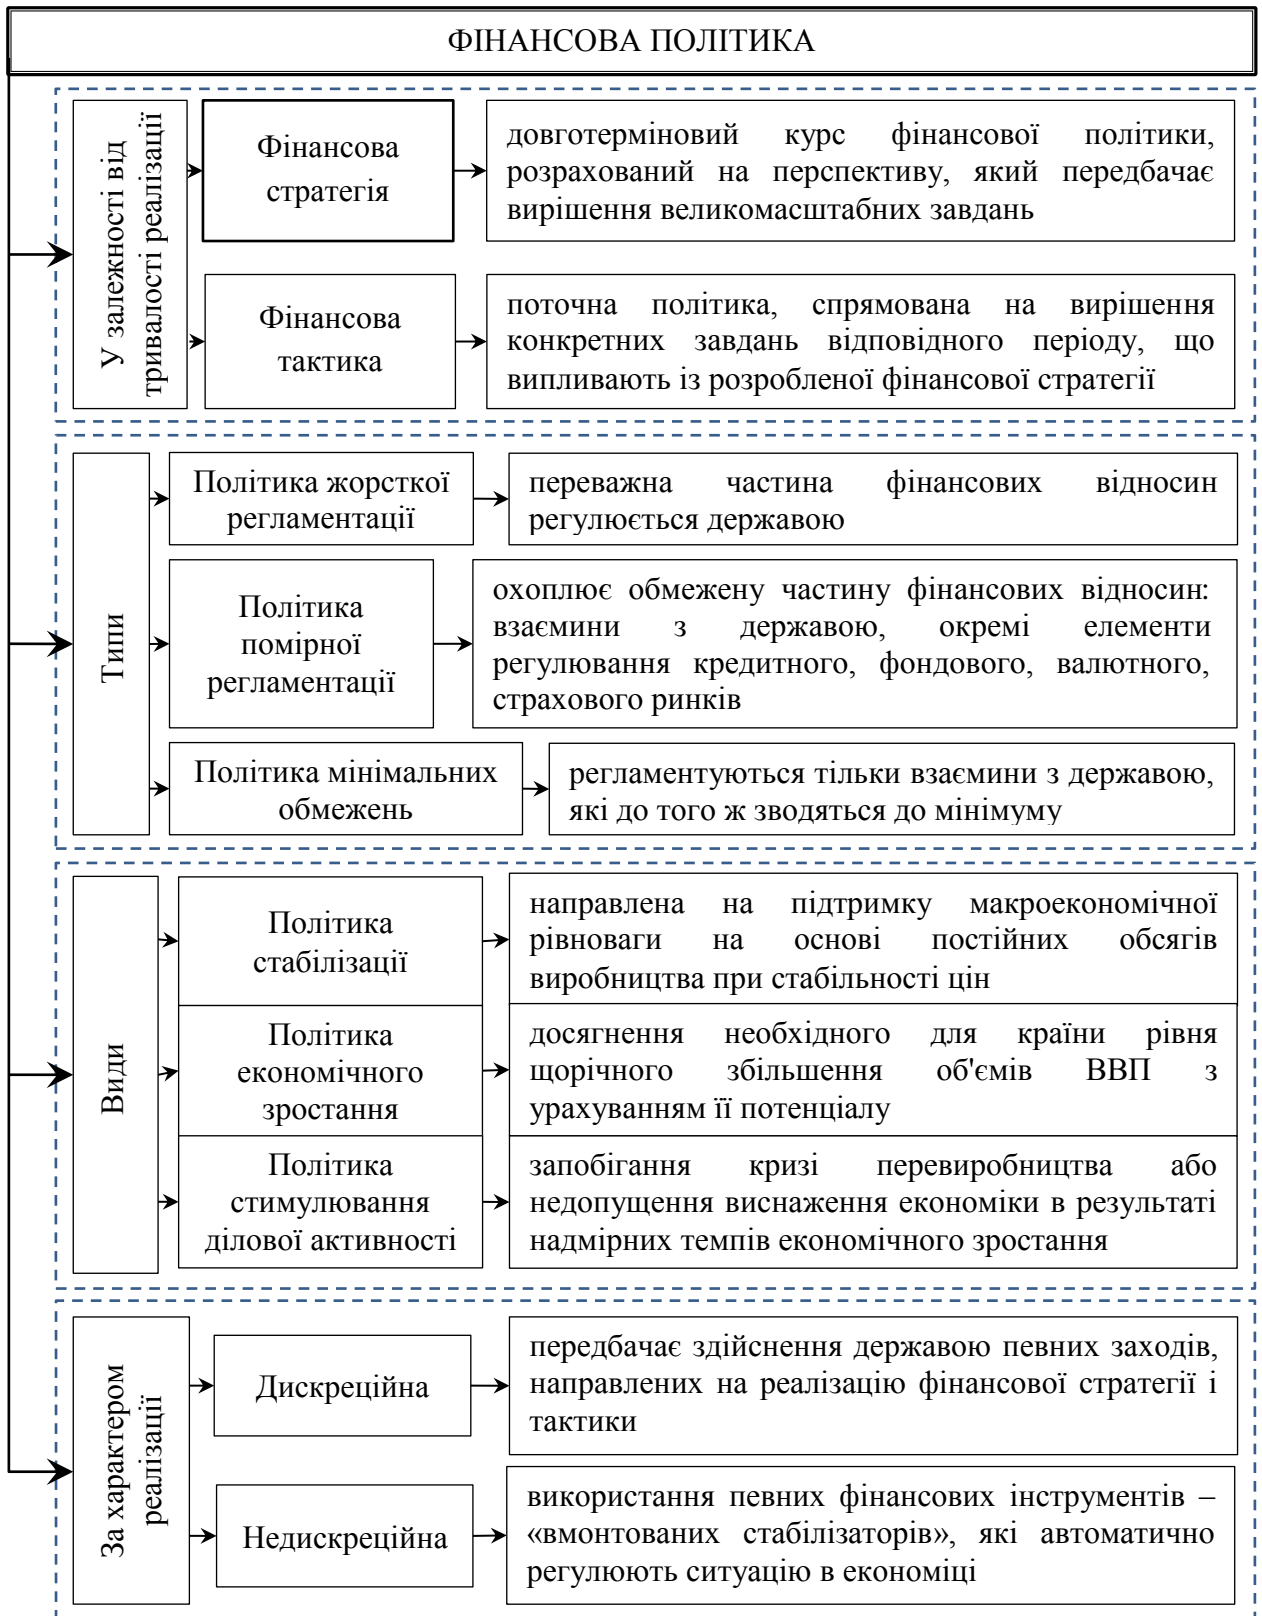 ФІНАНСОВА ПОЛІТИКА
У залежності від
тривалості реалізації
Фінансова
стратегія
довготерміновий курс фінансової політики,
розрахований на перспективу, який передбачає
вирішення великомасштабних завдань
Фінансова
тактика
поточна політика, спрямована на вирішення
конкретних завдань відповідного періоду, що
випливають із розробленої фінансової стратегії
Типи
Політика жорсткої
регламентації
переважна частина фінансових відносин
регулюється державою
Політика
помірної
регламентації
охоплює обмежену частину фінансових відносин:
взаємини з державою, окремі елементи
регулювання кредитного, фондового, валютного,
страхового ринків
Політика мінімальних
обмежень
регламентуються тільки взаємини з державою,
які до того ж зводяться до мінімуму
Види
Політика
стабілізації
направлена на підтримку макроекономічної
рівноваги на основі постійних обсягів
виробництва при стабільності цін
Політика
економічного
зростання
досягнення необхідного для країни рівня
щорічного збільшення об'ємів ВВП з
урахуванням її потенціалу
Політика
стимулювання
ділової активності
запобігання кризі перевиробництва або
недопущення виснаження економіки в результаті
надмірних темпів економічного зростання
За характером
реалізації
Дискреційна
передбачає здійснення державою певних заходів,
направлених на реалізацію фінансової стратегії і
тактики
Недискреційна
використання певних фінансових інструментів –
«вмонтованих стабілізаторів», які автоматично
регулюють ситуацію в економіці